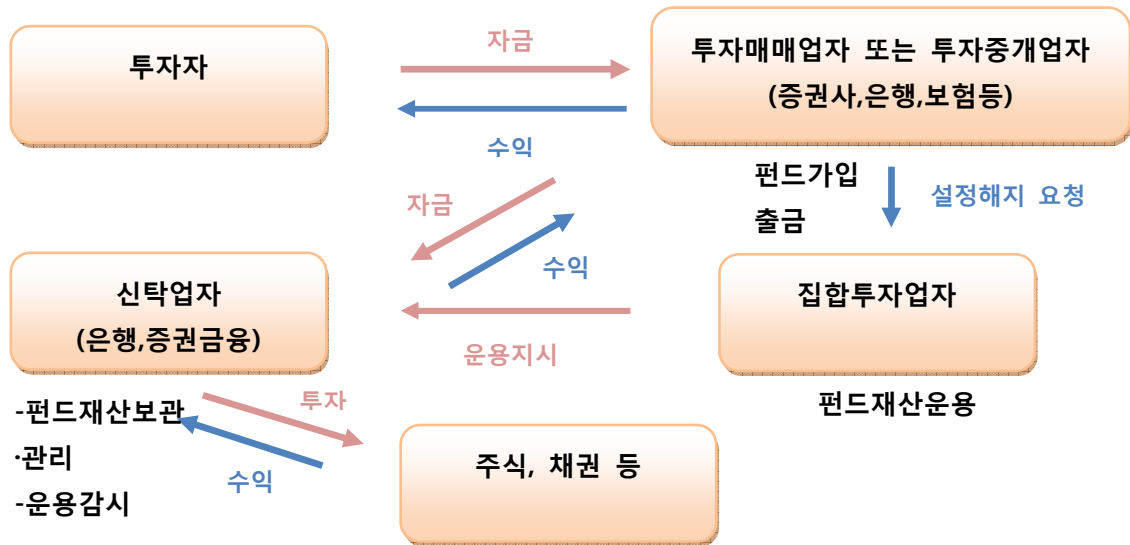 투자자
자금
수익
투자매매업자 또는 투자중개업자
(증권사,은행,보험등)
펀드가입
출금
설정해지 요청
자금
수익
신탁업자
(은행,증권금융)
운용지시
집합투자업자
펀드재산운용
-펀드재산보관
·관리
-운용감시
투자
수익
주식, 채권 등